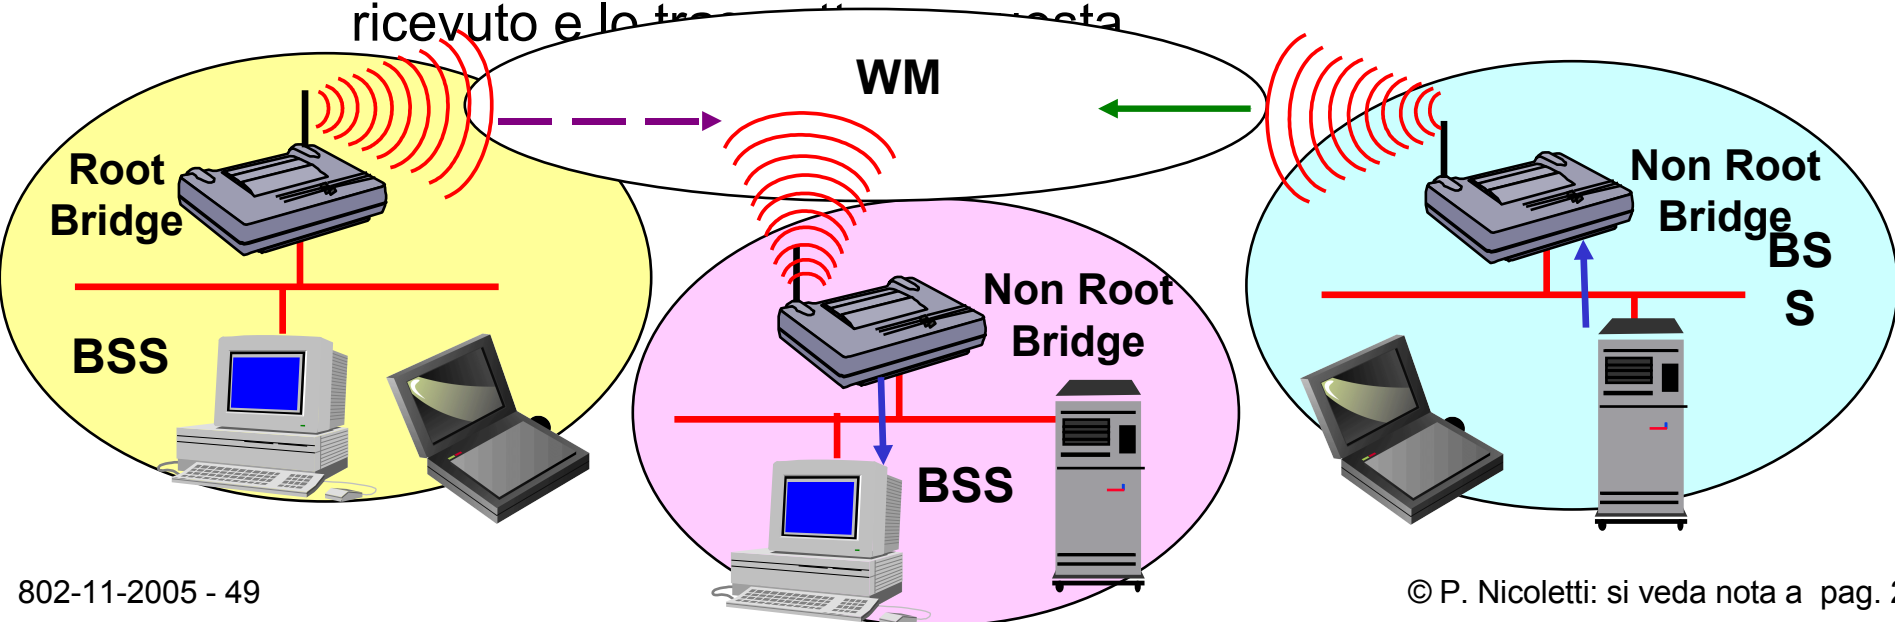 ricevuto e lo
WM
Root
Bridge
Non Root
Bridge
BS
S
Non Root
Bridge
BSS
BSS
802-11-2005 - 49
© P. Nicoletti: si veda nota a pag.